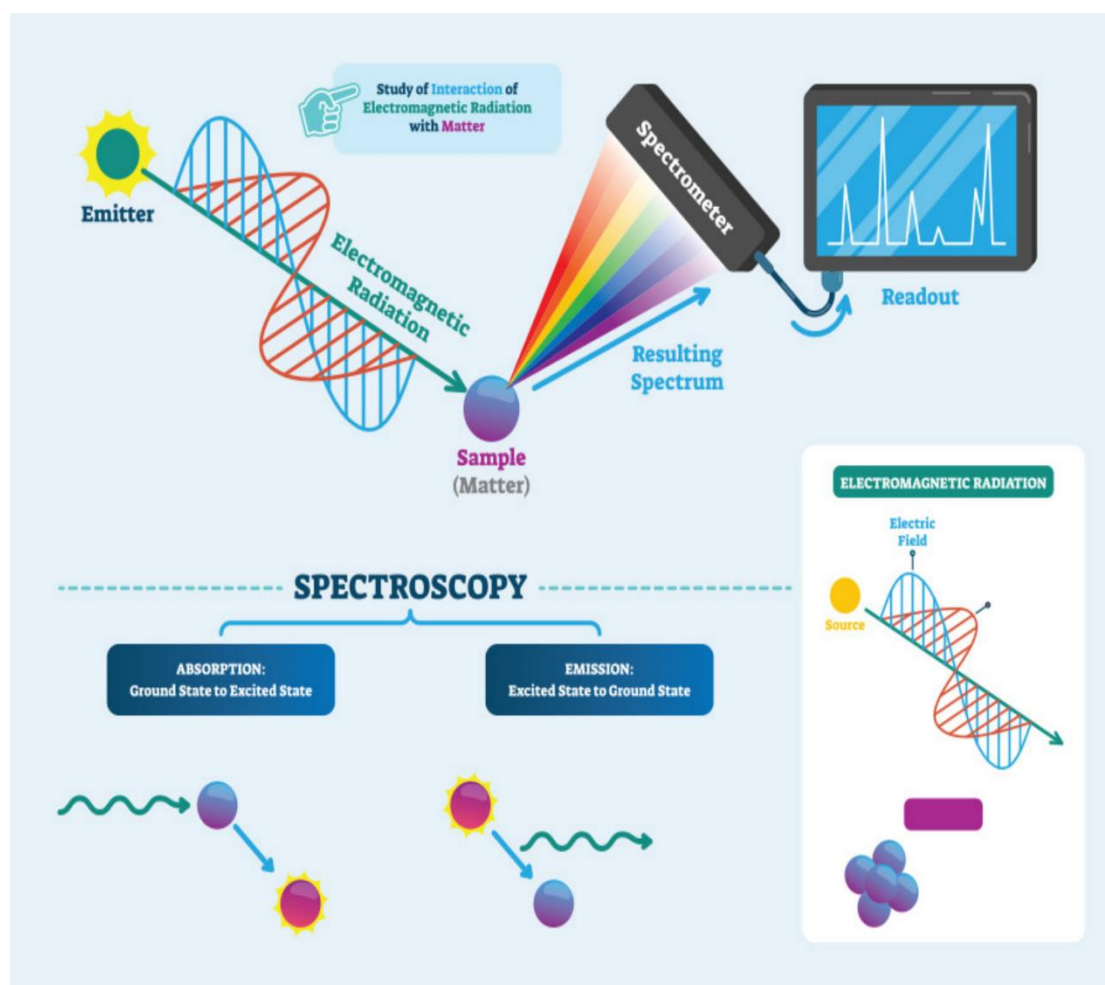 Study of Interaction of
Electromagnetic Radiation
with Matter
Emitter
Electromagnetic
Radiation
Spectrometer
Readout
Resulting
Spectrum
Sample
(Matter)
SPECTROSCOPY
ABSORPTION:
Ground State to Excited State
EMISSION:
Excited State to Ground State
ELECTROMAGNETIC RADIATION
Electric
Field
Source